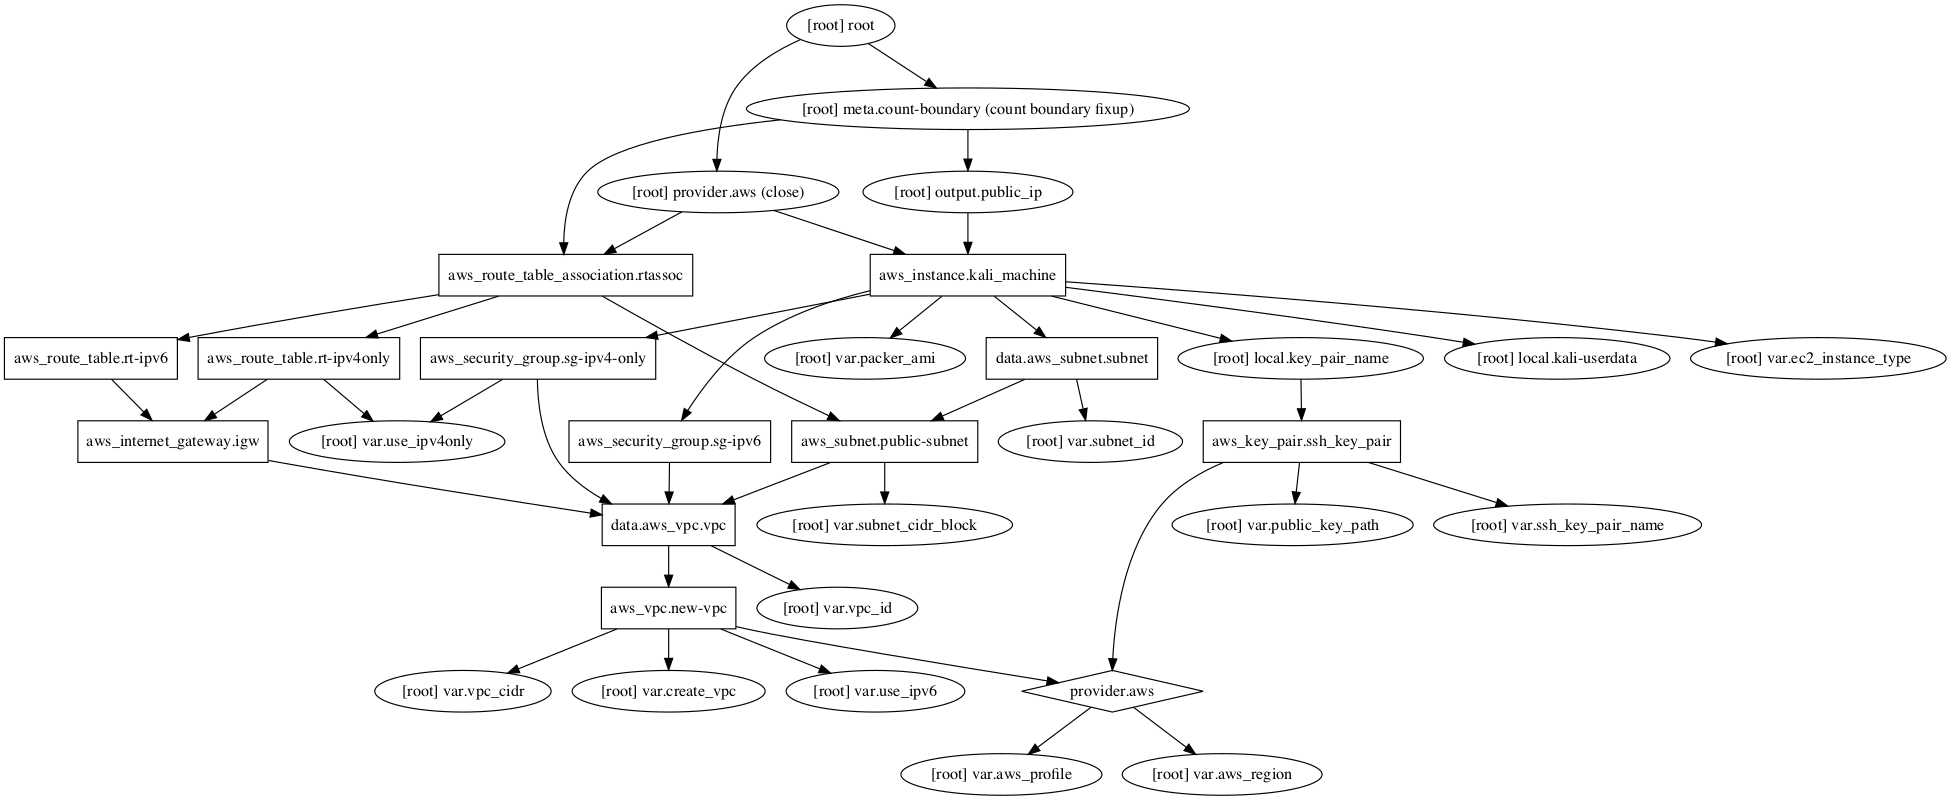 [root] root
[root] meta.count-boundary (count boundary fixup)
[root] provider.aws (close)
[root] output.public_ip
aws_route_table_association.rtassoc
aws_instance.kali_machine
aws_route_table.rt-ipv6
aws_route_table.rt-ipv4only
aws_security_group.sg-ipv4-only
[root] var.packer_ami
data.aws_subnet.subnet
[root] local.key_pair_name
[root] local.kali-userdata
[root] var.ec2_instance_type
aws_internet_gateway.igw
[root] var.use_ipv4only
aws_security_group.sg-ipv6
aws_subnet.public-subnet
[root] var.subnet_id
aws_key_pair.ssh_key_pair
data.aws_vpc.vpc
[root] var.subnet_cidr_block
[root] var.public_key_path
[root] var.ssh_key_pair_name
aws_vpc.new-vpc
[root] var.vpc_id
[root] var.vpc_cidr
[root] var.create_vpc
[root] var.use_ipv6
provider.aws
[root] var.aws_profile
[root] var.aws_region